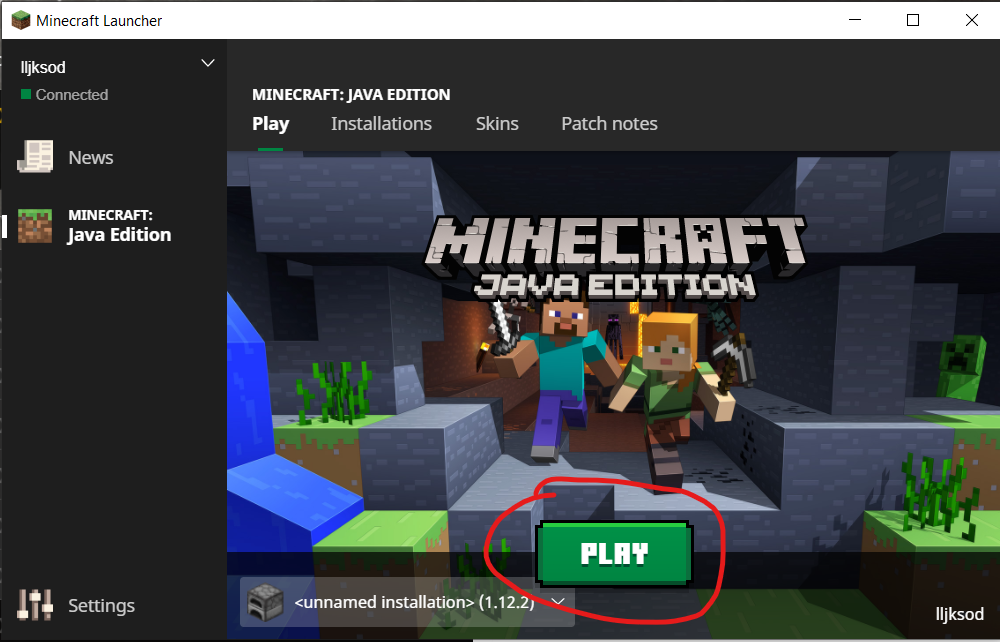 Minecraft Launcher
lljksod
Connected
News
MINECRAFT:
Java Edition
Settings
MINECRAFT: JAVA EDITION
Play Installations Skins Patch notes
MINECRAFT
JAVA EDITION
PLAY
<unnamed installation> (1.12.2)
lljksod